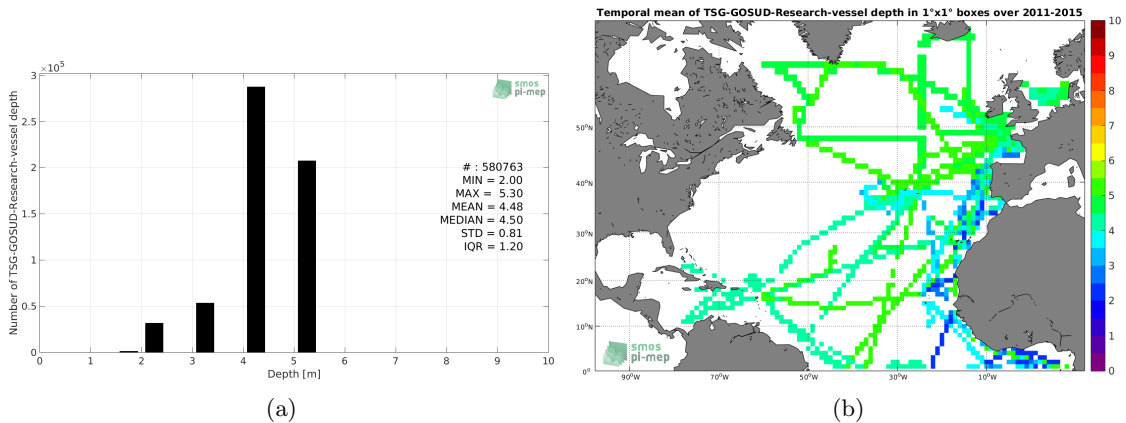 ×10^5
3
2.5
2
1.5
1
0.5
0
Number of TSG-GOSUD-Research-vessel depth
smos
pi-mep
# : 580763
MIN = 2.00
MAX = 5.30
MEAN = 4.48
MEDIAN = 4.50
STD = 0.81
IQR = 1.20
0 1 2 3 4 5 6 7 8 9 10
Depth [m]
(a)
Temporal mean of TSG-GOSUD-Research-vessel depth in 1°x1° boxes over 2011-2015
50°N
40°N
30°N
20°N
10°N
0°
90°W 70°W 50°W 30°W 10°W
smos
pi-mep
10
9
8
7
6
5
4
3
2
1
0
(b)